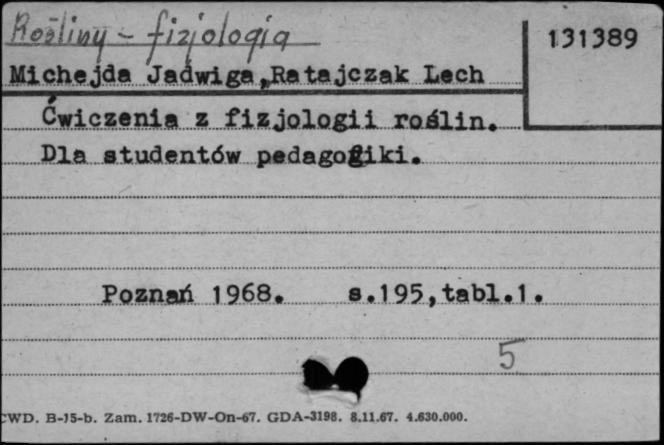 Rośliny - fizjologia
131389
Michejda Jadwiga, Ratajczak Lech
Ćwiczenia z fizjologii roślin.
Dla studentów pedagogiki.
Poznań 1968. s.195,tabl.1.
5
CWD. B-15-b. Zam. 1726-DW-On-67. GDA-3198. 8.11.67. 4.630.000.